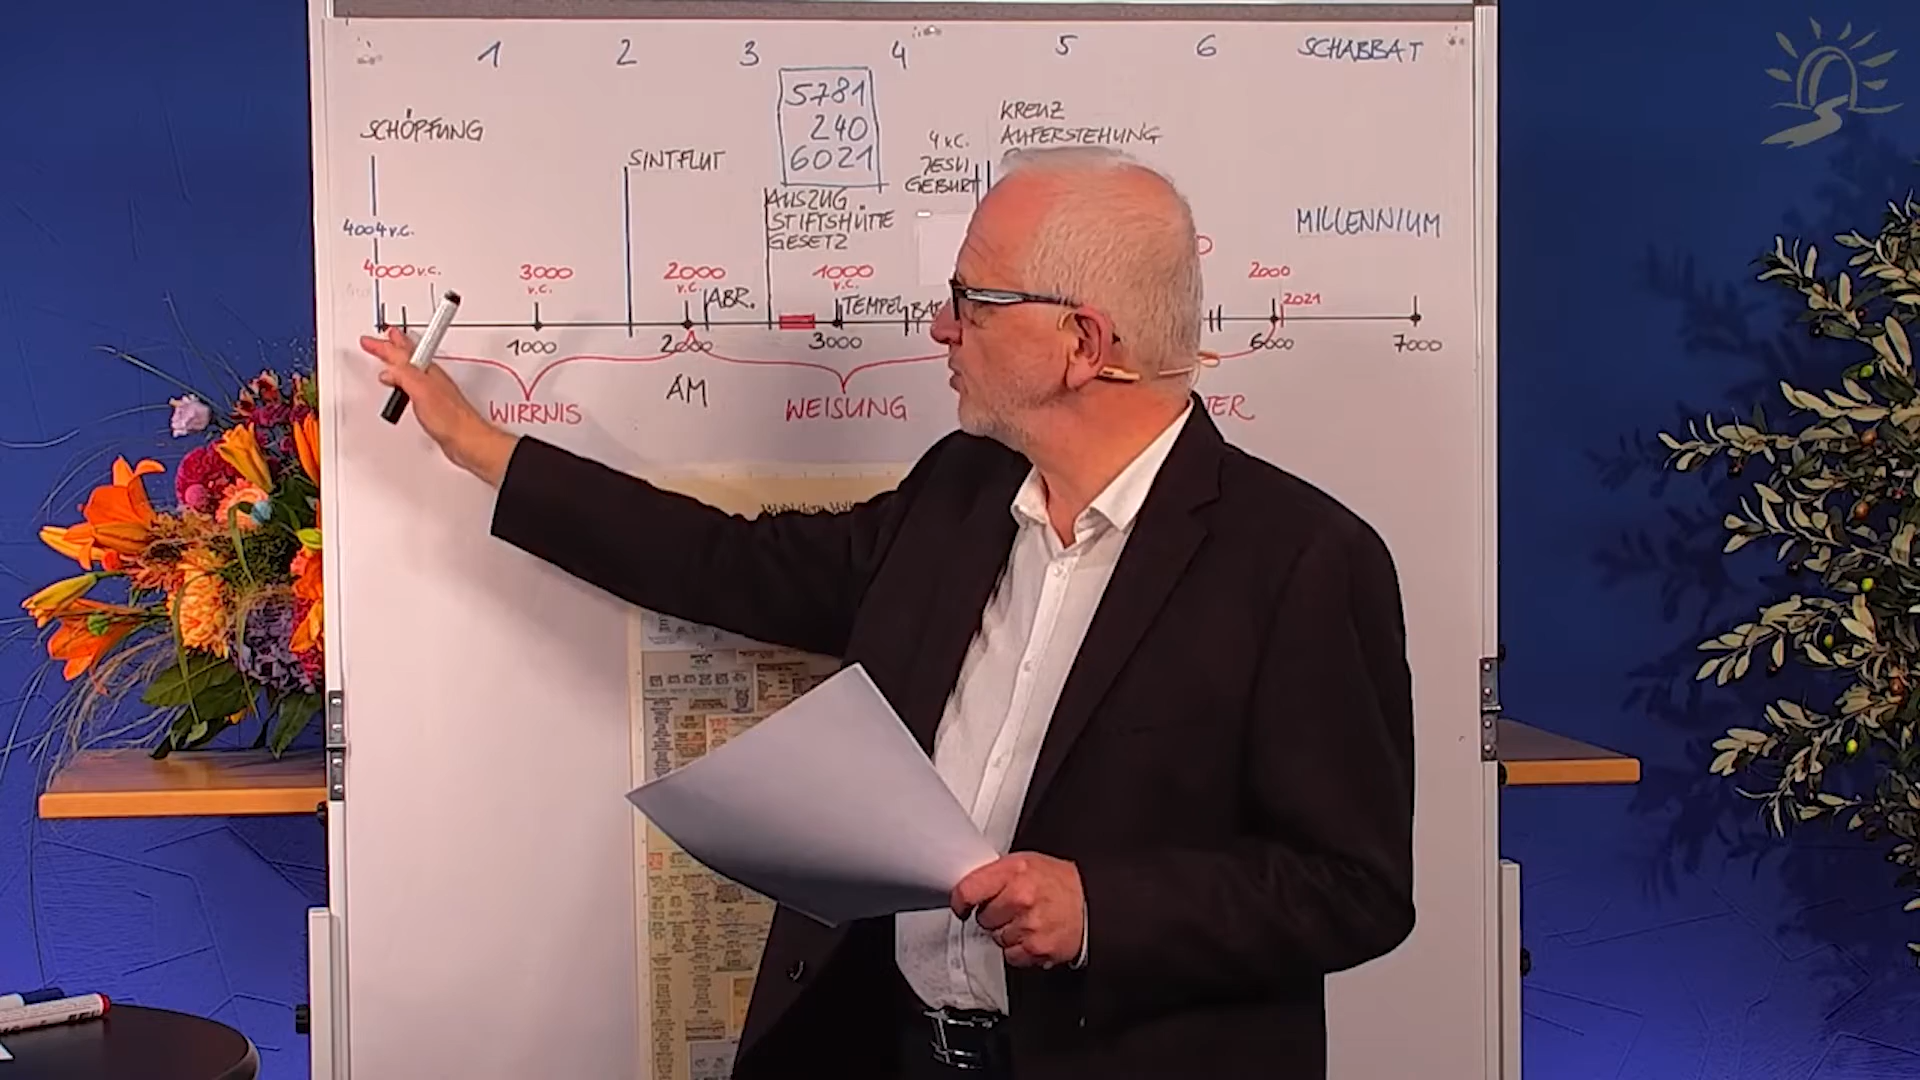 1 2 3 4 5 6 SCHABBAT
SCHÖPFUNG
5781
240
6021
SINTFLUT
KREUZ
AUFERSTEHUNG
4 v.C.
JESU
GEBURT
AUSZUG
STIFTSHÜTTE
GESETZ
MILLENNIUM
4004 v.C.
4000 v.C.
3000 v.C.
2000 v.C.
1000 v.C.
2000
2021
ABR.
TEMPEL
1000 2000 3000 6000 7000
WIRRNIS
ÄM
WEISUNG